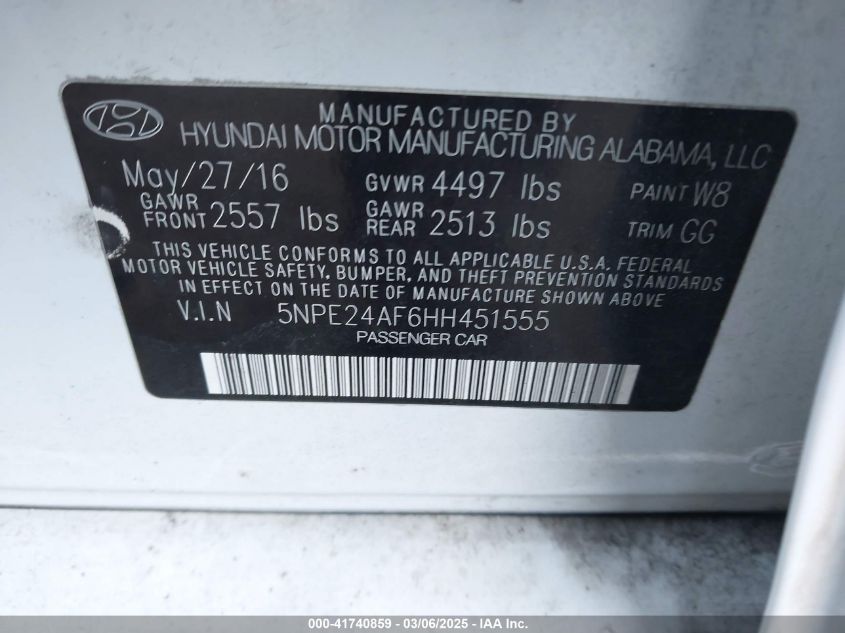 MANUFACTURED BY
HYUNDAI MOTOR MANUFACTURING ALABAMA, LLC
May/27/16 GVWR 4497 lbs PAINT W8
GAWR FRONT 2557 lbs GAWR REAR 2513 lbs TRIM GG
THIS VEHICLE CONFORMS TO ALL APPLICABLE U.S.A. FEDERAL
MOTOR VEHICLE SAFETY, BUMPER, AND THEFT PREVENTION STANDARDS
IN EFFECT ON THE DATE OF MANUFACTURE SHOWN ABOVE
V.I.N 5NPE24AF6HH451555
PASSENGER CAR
000-41740859 - 03/06/2025 - IAA Inc.